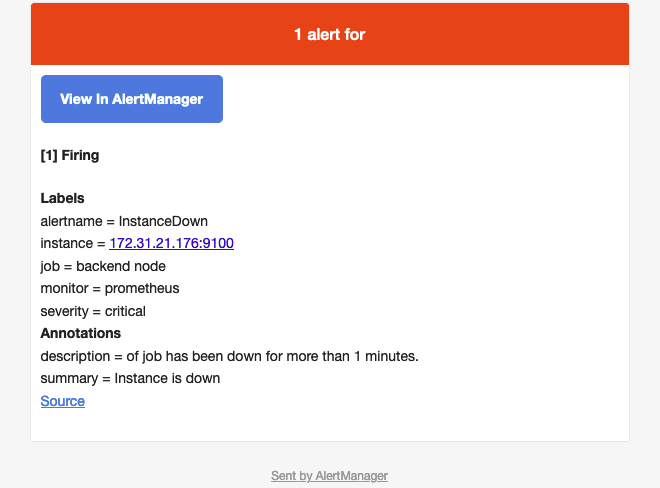 1 alert for
View In AlertManager
[1] Firing
Labels
alertname = InstanceDown
instance = 172.31.21.176:9100
job = backend node
monitor = prometheus
severity = critical
Annotations
description = of job has been down for more than 1 minutes.
summary = Instance is down
Source
Sent by AlertManager